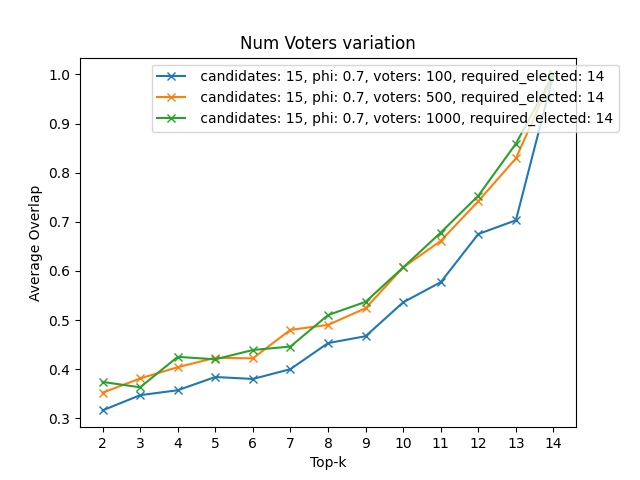 Num Voters variation
candidates: 15, phi: 0.7, voters: 100, required_elected: 14
candidates: 15, phi: 0.7, voters: 500, required_elected: 14
candidates: 15, phi: 0.7, voters: 1000, required_elected: 14
Average Overlap
1.0
0.9
0.8
0.7
0.6
0.5
0.4
0.3
2 3 4 5 6 7 8 9 10 11 12 13 14
Top-k